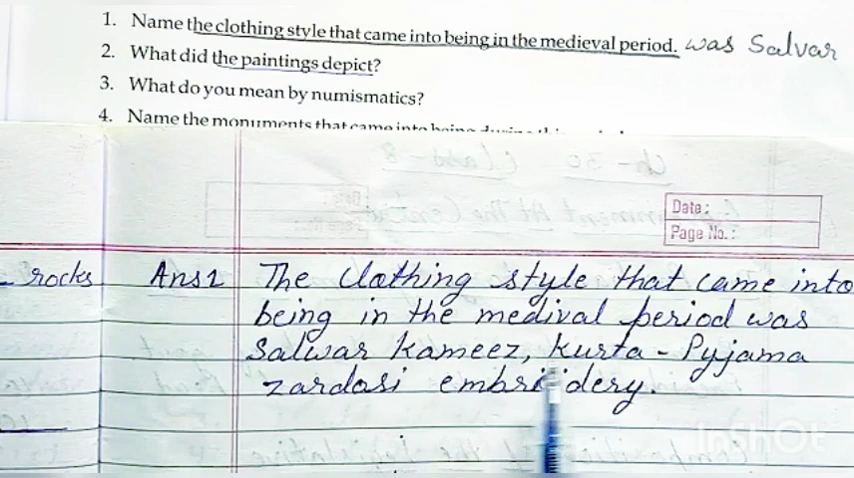 1. Name the clothing style that came into being in the medieval period. was Salvar
2. What did the paintings depict?
3. What do you mean by numismatics?
4. Name the monuments that came into being during this
Date:
Page No.:
rocks Ans1 The Clothing style that came into
being in the medival period was
Salwar Kameez, Kurta - Pyjama
zardosi embroidery.
InShOt